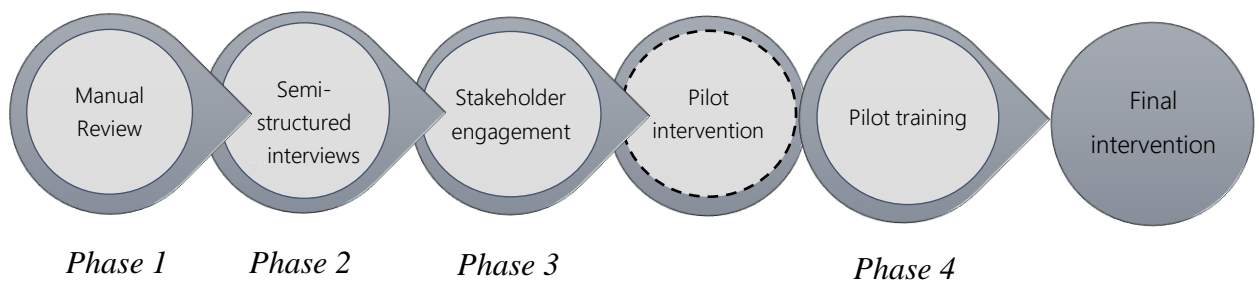 Manual
Review
Semi-
structured
interviews
Stakeholder
engagement
Pilot
intervention
Pilot training
Final
intervention
Phase 1
Phase 2
Phase 3
Phase 4